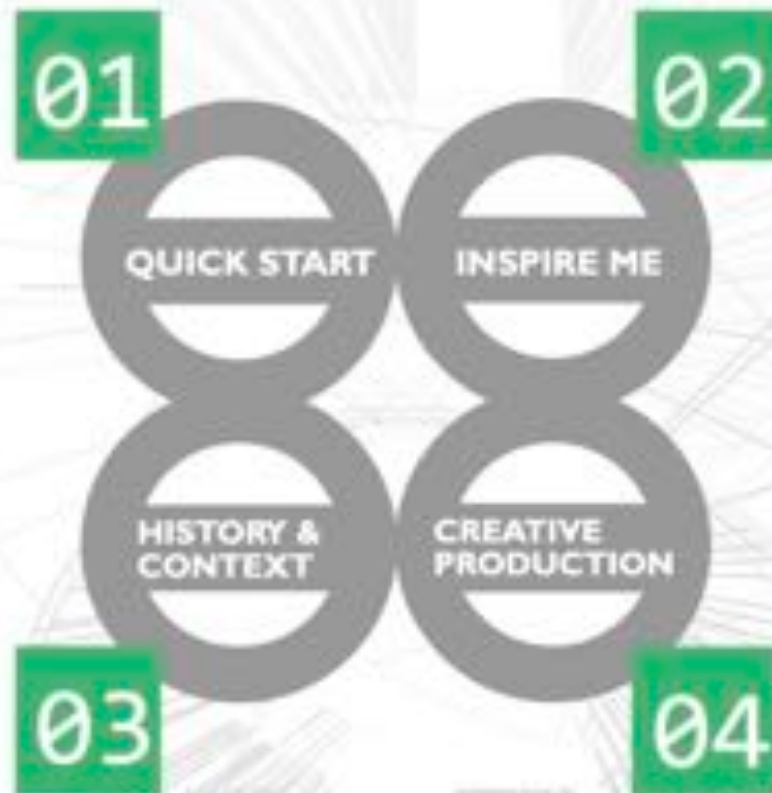 01
02
QUICK START
INSPIRE ME
HISTORY &
CONTEXT
CREATIVE
PRODUCTION
03
04